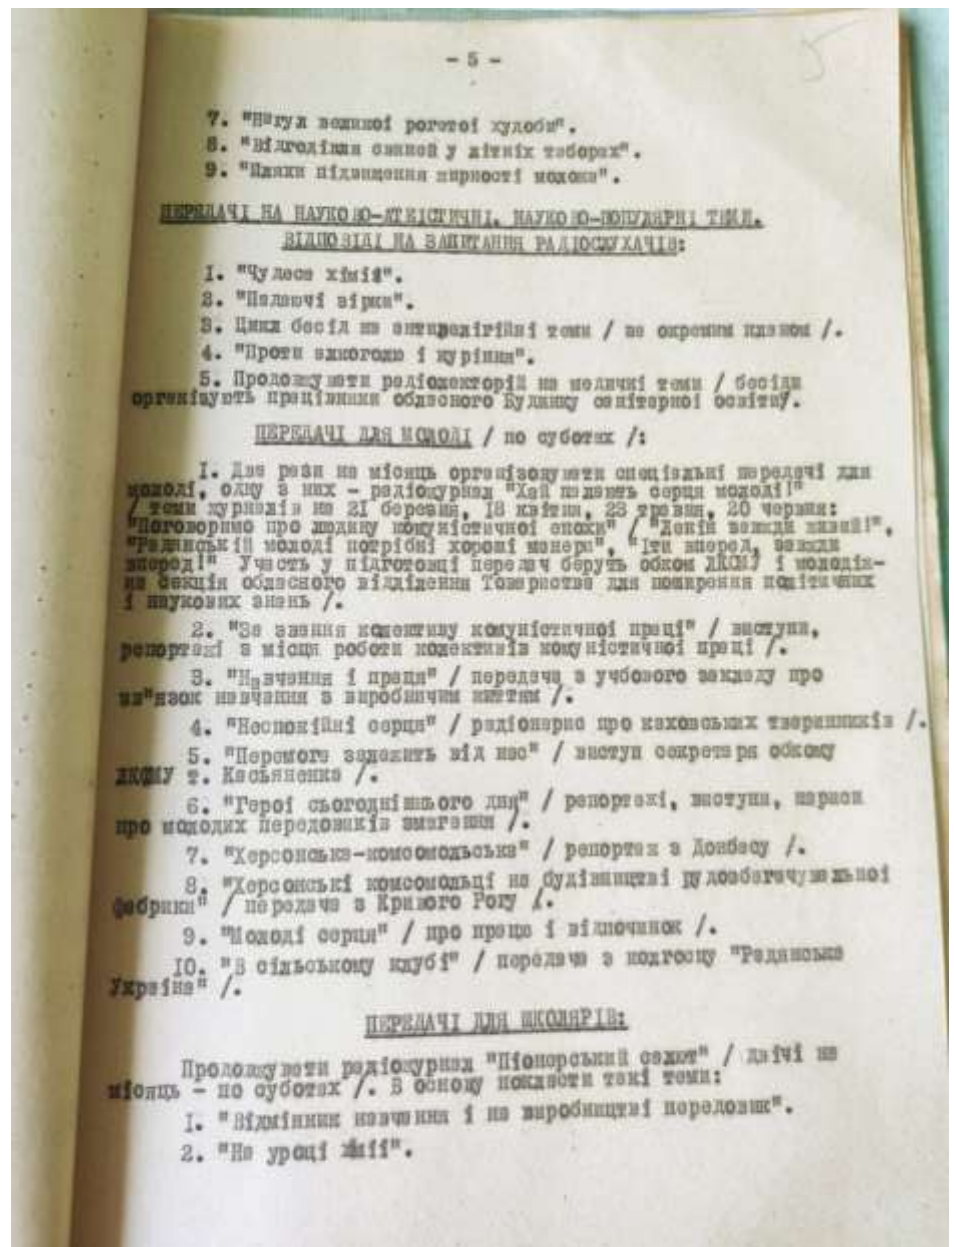 - 5 -
5
7. "Нагул великої рогатої худоби".
8. "Відгодівля свиней у літніх таборах".
9. "Шляхи підвищення жирності молока".
ПЕРЕДАЧІ НА НАУКОВО-АТЕІСТИЧНІ, НАУКОВО-ПОПУЛЯРНІ ТЕМИ.
ВІДПОВІДІ НА ЗАПИТАННЯ РАДІОСЛУХАЧІВ:
1. "Чудеса хімії".
2. "Палаючі зірки".
3. Цикл бесід на антирелігійні теми / за окремим планом /.
4. "Проти алкоголю і куріння".
5. Продовжувати радіолекторій на медичні теми / бесіди
організують працівники обласного Будинку санітарної освіти/.
ПЕРЕДАЧІ ДЛЯ МОЛОДІ / по суботах /:
1. Два рази на місяць організовувати спеціальні передачі для
молоді, одну з них - радіожурнал "Хай палають серця молоді!"
/ теми журналів на 21 березня, 18 квітня, 23 травня, 20 червня:
"Поговоримо про людину комуністичної епохи" / "Ленін завжди живий!",
"Радянській молоді потрібні хороші манери", "Іти вперед, завжди
вперед!" Участь у підготовці передач беруть обком ЛКСМУ і молодіж-
на секція обласного відділення Товариства для поширення політичних
і наукових знань /.
2. "За звання колективу комуністичної праці" / виступи,
репортажі з місця роботи колективів комуністичної праці /.
3. "Навчання і праця" / передача з учбового закладу про
зв"язок навчання з виробничим життям /.
4. "Неспокійні серця" / радіонарис про каховських тваринників /.
5. "Перемога залежить від нас" / виступ секретаря обкому
ЛКСМУ т. Касьяненка /.
6. "Герої сьогоднішнього дня" / репортажі, виступи, нариси
про молодих передовиків змагання /.
7. "Херсонська-комсомольська" / репортаж з Донбасу /.
8. "Херсонські комсомольці на будівництві рудозбагачувальної
фабрики" / передача з Кривого Рогу /.
9. "Молоді серця" / про працю і відпочинок /.
10. "В сільському клубі" / передача з колгоспу "Радянська
Україна" /.
ПЕРЕДАЧІ ДЛЯ ШКОЛЯРІВ:
Продовжувати радіожурнал "Піонерський салют" / двічі на
місяць - по суботах /. В основу покласти такі теми:
1. "Відмінник навчання і на виробництві передовик".
2. "На уроці хімії".